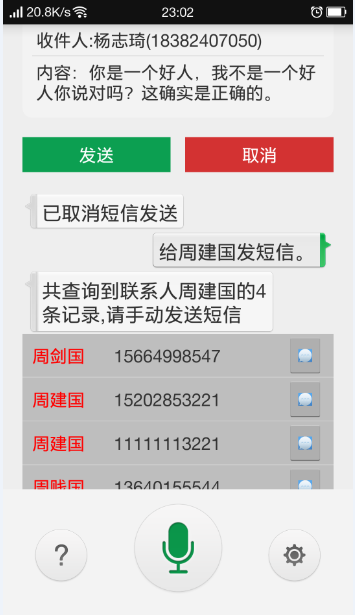 20.8K/s 23:02
收件人:杨志琦(18382407050)
内容：你是一个好人，我不是一个好
人你说对吗？这确实是正确的。
发送 取消
已取消短信发送
给周建国发短信。
共查询到联系人周建国的4
条记录,请手动发送短信
周剑国 15664998547
周建国 15202853221
周建国 11111113221
周贱国 13640155544
?